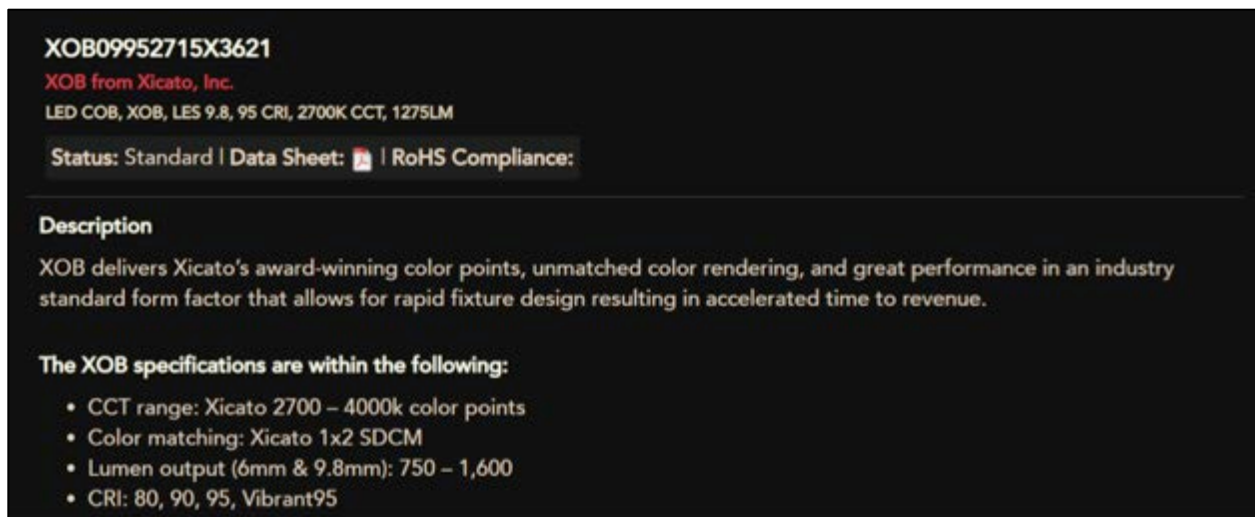 XOB09952715X3621
XOB from Xicato, Inc.
LED COB, XOB, LES 9.8, 95 CRI, 2700K CCT, 1275LM
Status: Standard | Data Sheet: | RoHS Compliance:
Description
XOB delivers Xicato’s award-winning color points, unmatched color rendering, and great performance in an industry
standard form factor that allows for rapid fixture design resulting in accelerated time to revenue.
The XOB specifications are within the following:
• CCT range: Xicato 2700 – 4000k color points
• Color matching: Xicato 1x2 SDCM
• Lumen output (6mm & 9.8mm): 750 – 1,600
• CRI: 80, 90, 95, Vibrant95